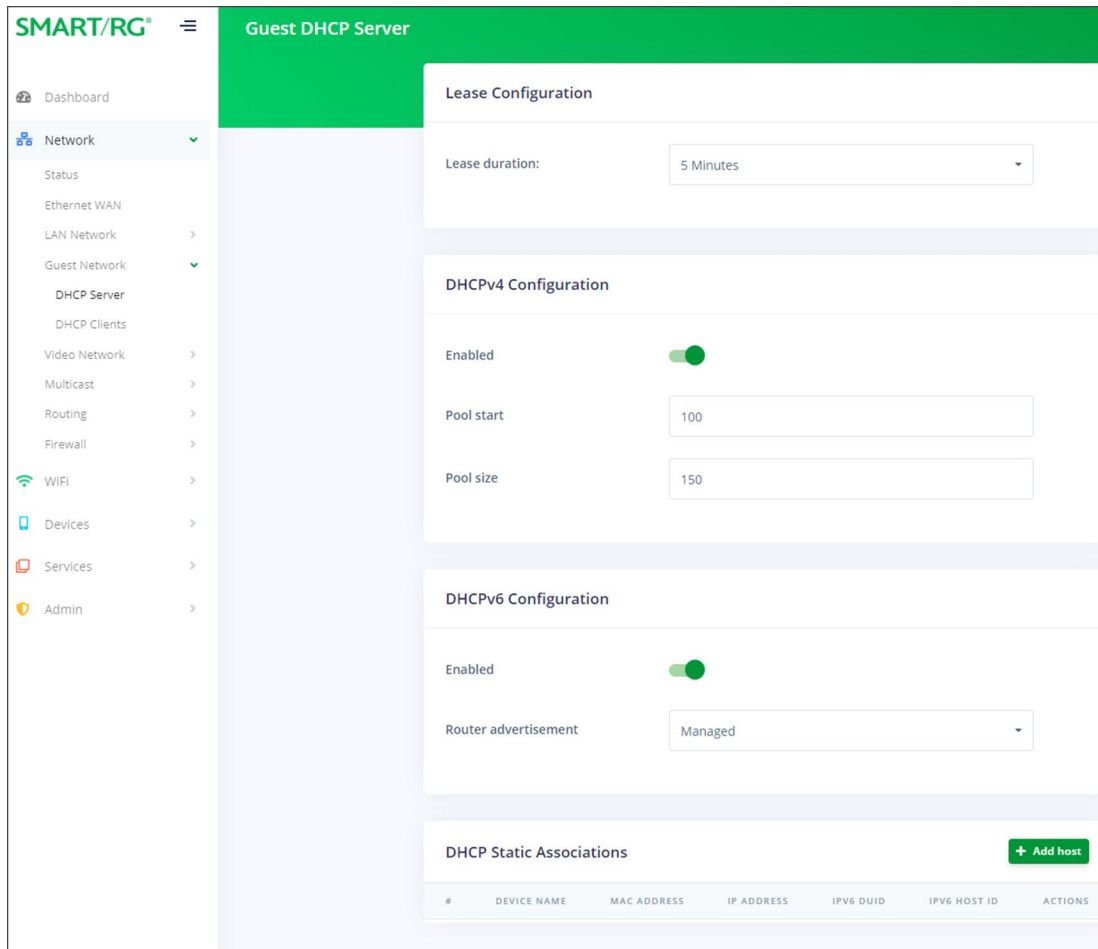 SMART/RG®
Guest DHCP Server
Dashboard
Network
Status
Ethernet WAN
LAN Network
Guest Network
DHCP Server
DHCP Clients
Video Network
Multicast
Routing
Firewall
WiFi
Devices
Services
Admin
Lease Configuration
Lease duration: 5 Minutes
DHCPv4 Configuration
Enabled
Pool start 100
Pool size 150
DHCPv6 Configuration
Enabled
Router advertisement Managed
DHCP Static Associations + Add host
# DEVICE NAME MAC ADDRESS IP ADDRESS IPV6 DUID IPV6 HOST ID ACTIONS